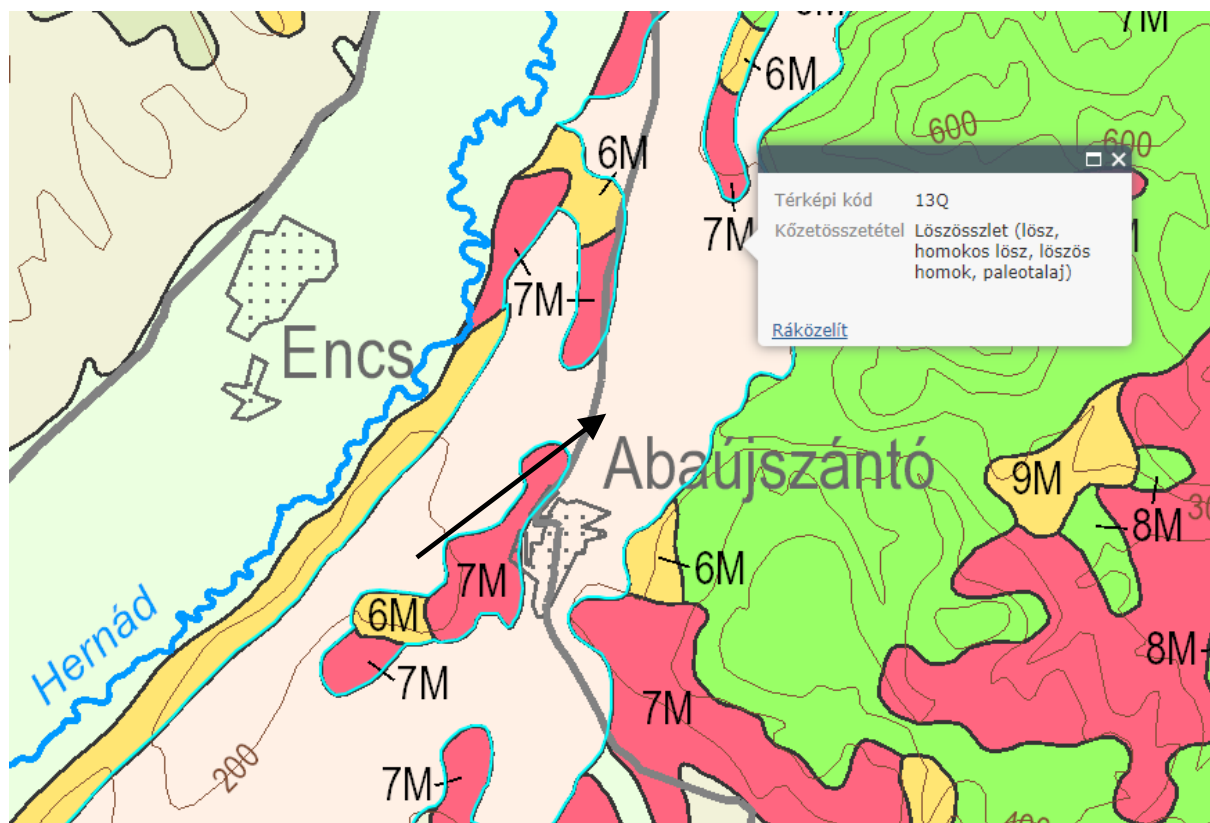 7M
6M
600
600
6M
7M
7M
Térképi kód 13Q
Kőzetösszetétel Löszösszlet (lösz,
homokos lösz, löszös
homok, paleotalaj)
Ráközelít
7M
Encs
Abaújszántó
9M
8M
7M
6M
6M
Hernád
7M
8M
7M
200
7M